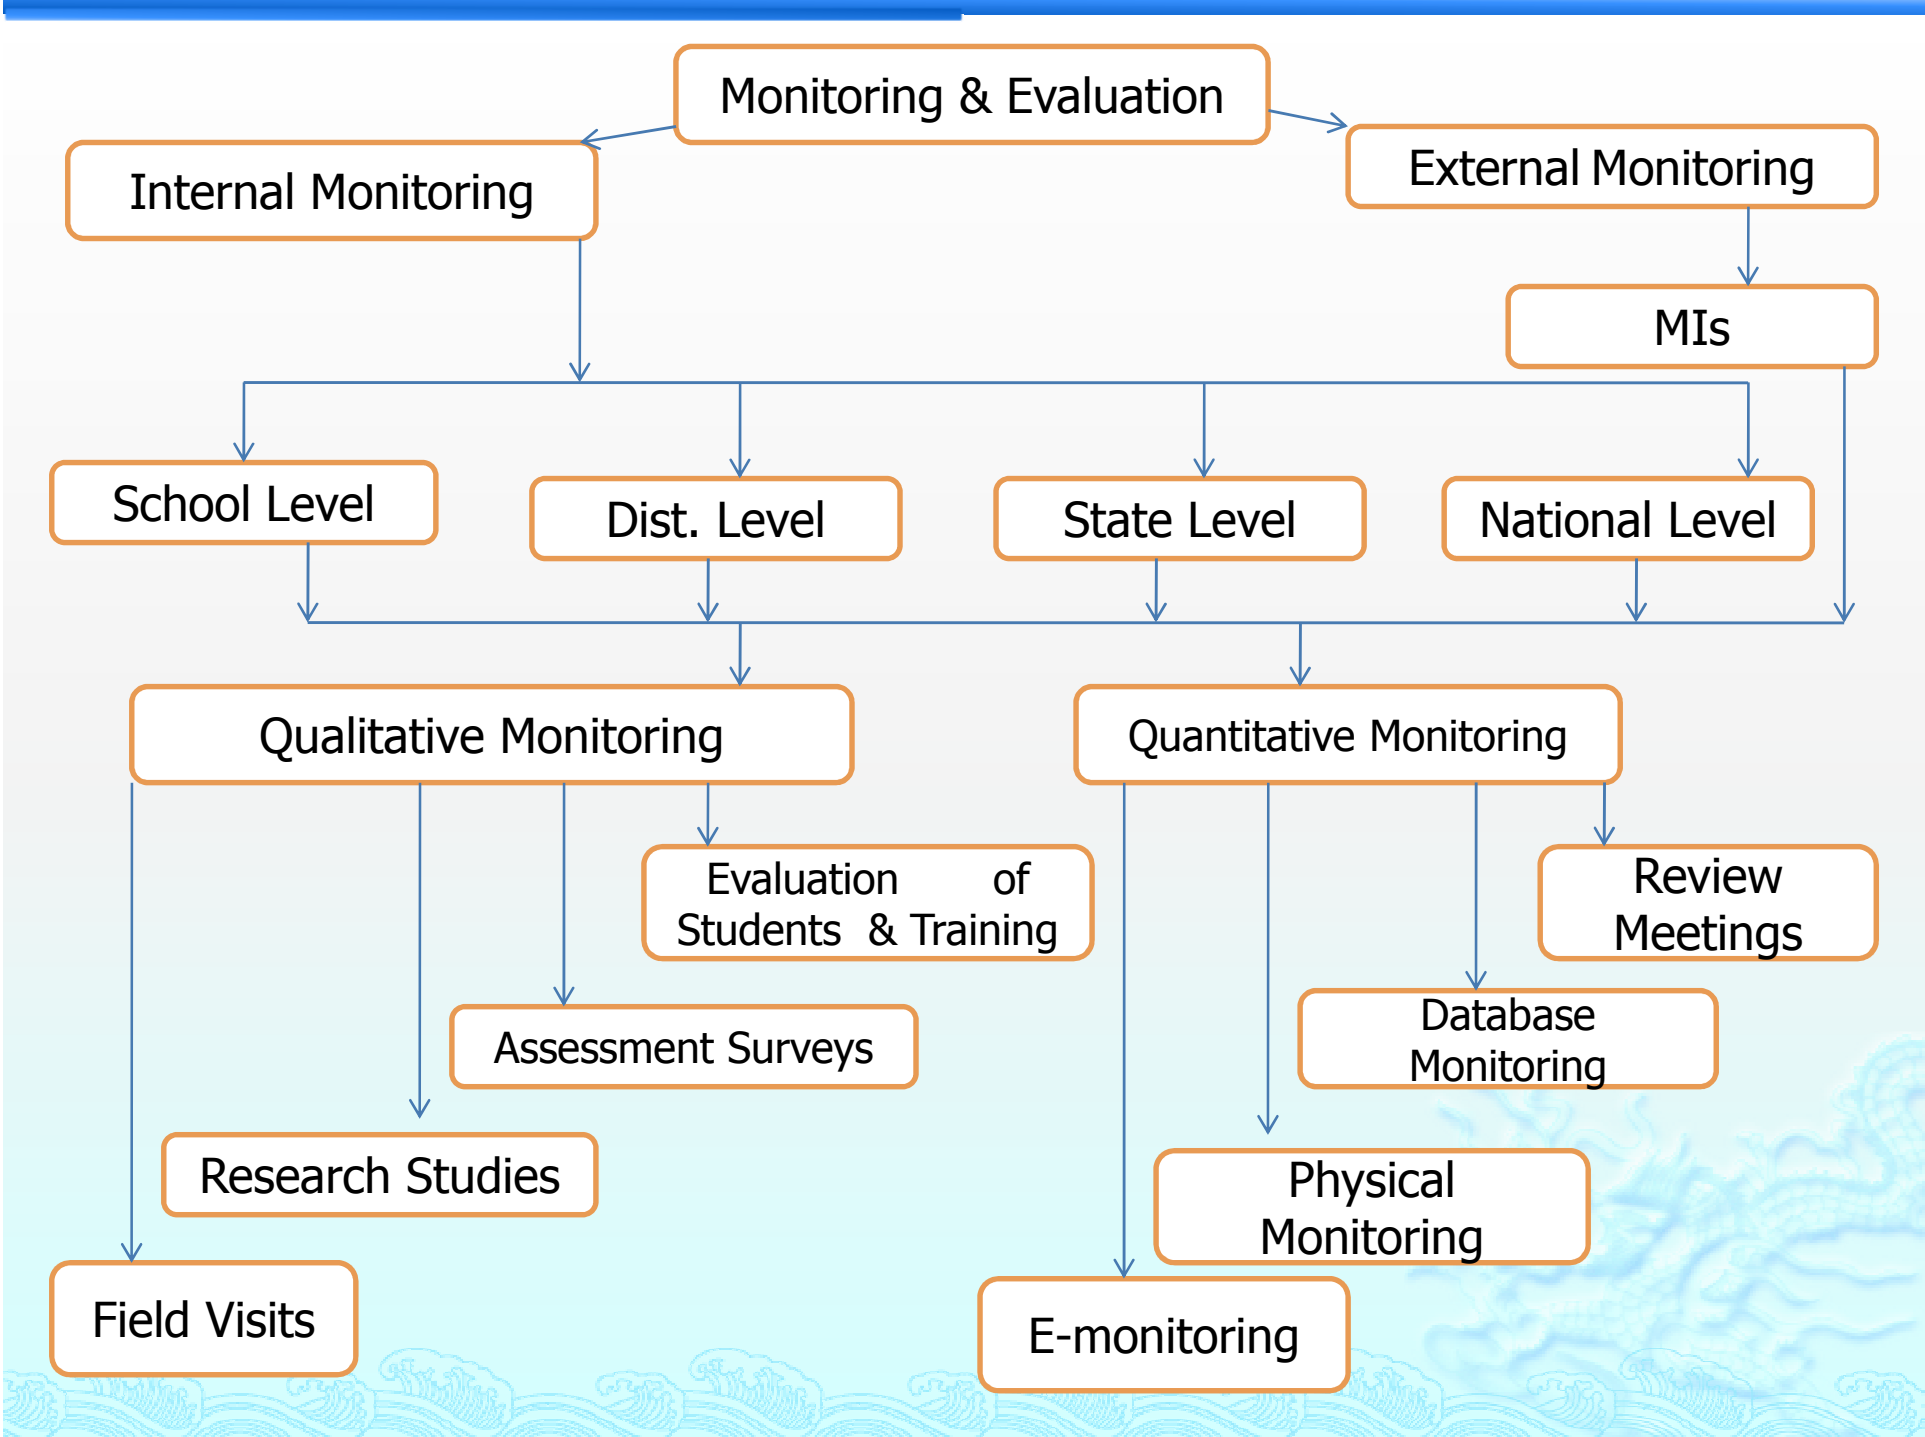 Monitoring & Evaluation
Internal Monitoring
External Monitoring
MIs
School Level
Dist. Level
State Level
National Level
Qualitative Monitoring
Quantitative Monitoring
Evaluation of
Students & Training
Review
Meetings
Assessment Surveys
Database
Monitoring
Research Studies
Physical
Monitoring
Field Visits
E-monitoring